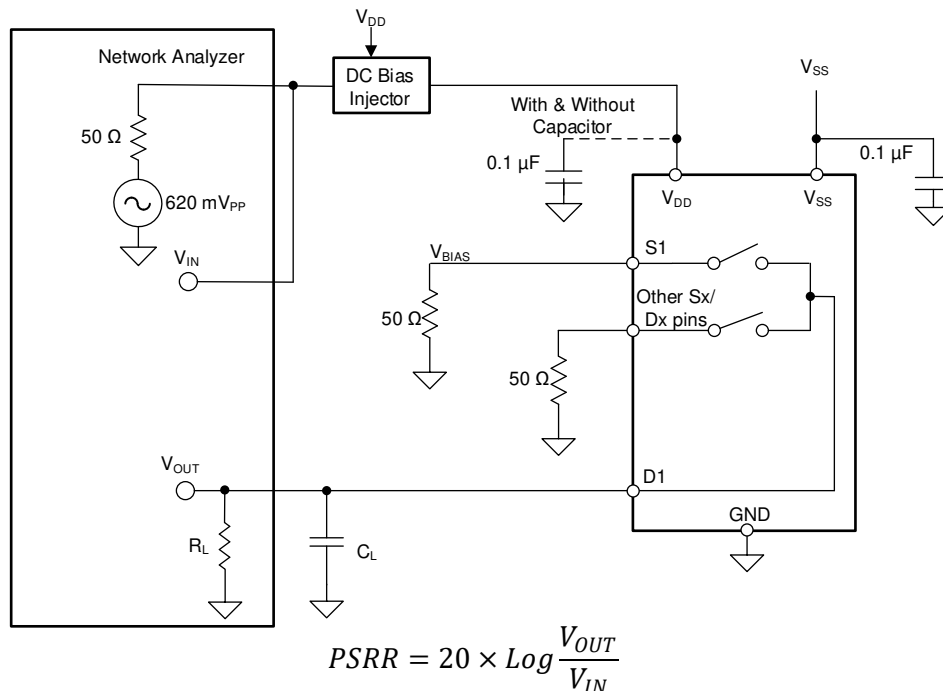 V_DD
Network Analyzer
DC Bias
Injector
V_SS
With & Without
Capacitor
50 Ω
0.1 µF
0.1 µF
620 mV_PP
V_DD
V_SS
V_IN
V_BIAS
S1
50 Ω
Other Sx/
Dx pins
50 Ω
V_OUT
D1
GND
R_L
C_L
PSRR = 20 × Log V_OUT / V_IN